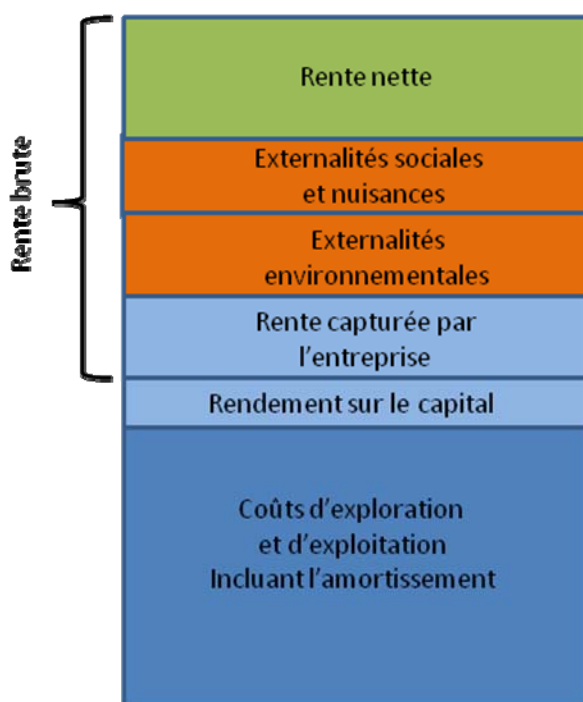 Rente brute
Rente nette
Externalités sociales
et nuisances
Externalités
environnementales
Rente capturée par
l'entreprise
Rendement sur le capital
Coûts d'exploration
et d'exploitation
Incluant l'amortissement